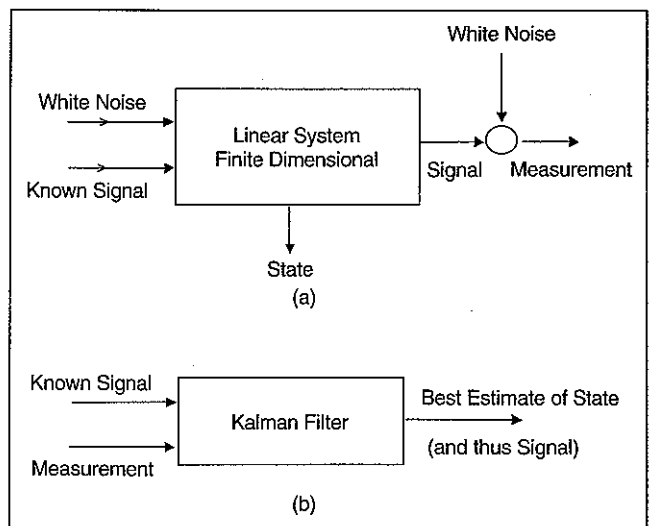 White Noise
White Noise
Linear System
Finite Dimensional
Known Signal
Signal
Measurement
State
(a)
Known Signal
Kalman Filter
Best Estimate of State
(and thus Signal)
Measurement
(b)